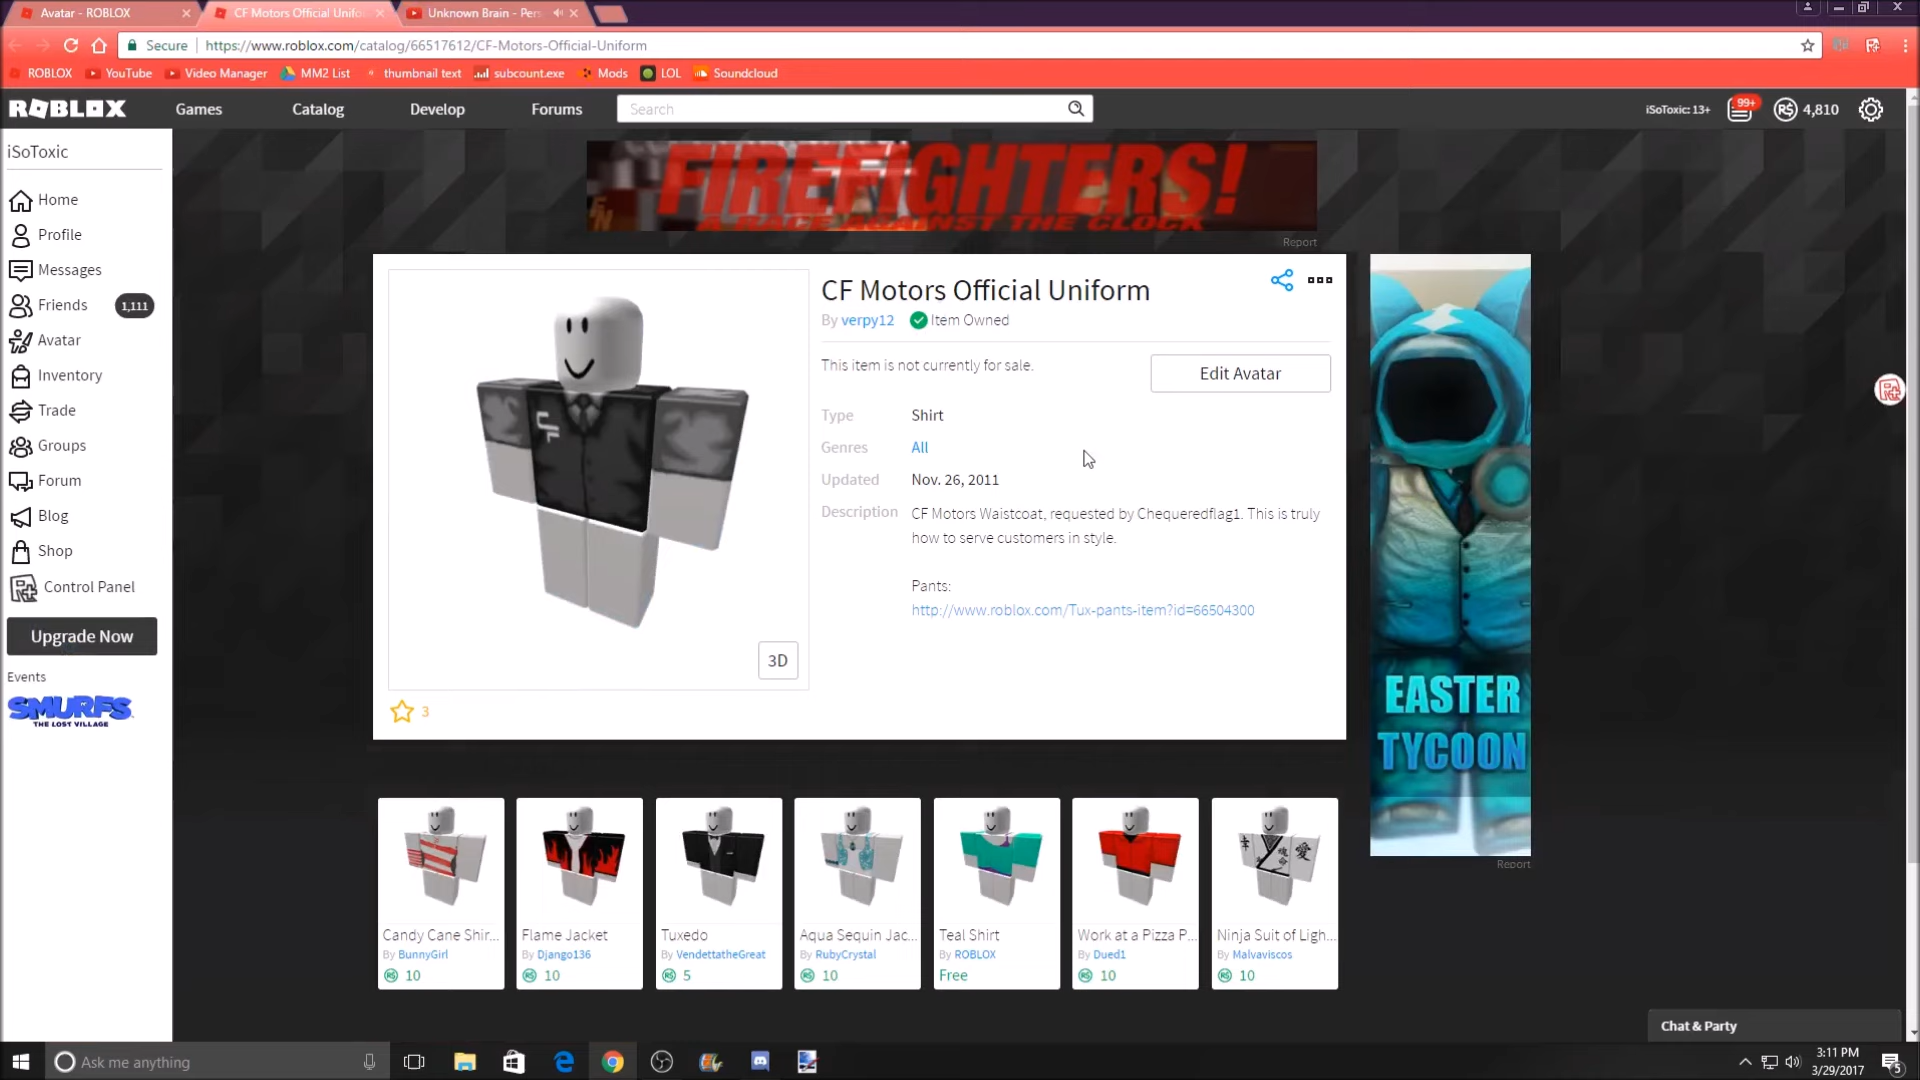 Avatar - ROBLOX
CF Motors Official Unifo
Unknown Brain - Pers
Secure
https://www.roblox.com/catalog/66517612/CF-Motors-Official-Uniform
ROBLOX
YouTube
Video Manager
MM2 List
thumbnail text
subcount.exe
Mods
LOL
Soundcloud
ROBLOX
Games
Catalog
Develop
Forums
Search
iSoToxic: 13+
99+
R$
4,810
iSoToxic
Home
Profile
Messages
Friends
1,111
Avatar
Inventory
Trade
Groups
Forum
Blog
Shop
Control Panel
Upgrade Now
Events
SMURFS
THE LOST VILLAGE
FIREFIGHTERS!
A RACE AGAINST THE CLOCK
Report
CF
3D
3
CF Motors Official Uniform
By verpy12
Item Owned
This item is not currently for sale.
Edit Avatar
Type
Shirt
Genres
All
Updated
Nov. 26, 2011
Description
CF Motors Waistcoat, requested by Chequeredflag1. This is truly
how to serve customers in style.
Pants:
http://www.roblox.com/Tux-pants-item?id=66504300
EASTER
TYCOON
Report
Candy Cane Shir...
By BunnyGirl
R$ 10
Flame Jacket
By Django136
R$ 10
Tuxedo
By VendettatheGreat
R$ 5
Aqua Sequin Jac...
By RubyCrystal
R$ 10
Teal Shirt
By ROBLOX
Free
Work at a Pizza P...
By Dued1
R$ 10
Ninja Suit of Ligh...
By Malvaviscos
R$ 10
Chat & Party
Ask me anything
3:11 PM
3/29/2017
5